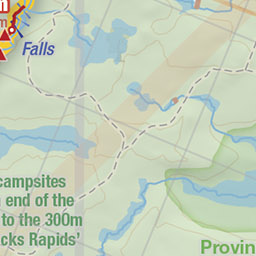 Falls
campsites
end of the
to the 300m
cks Rapids’
Provin